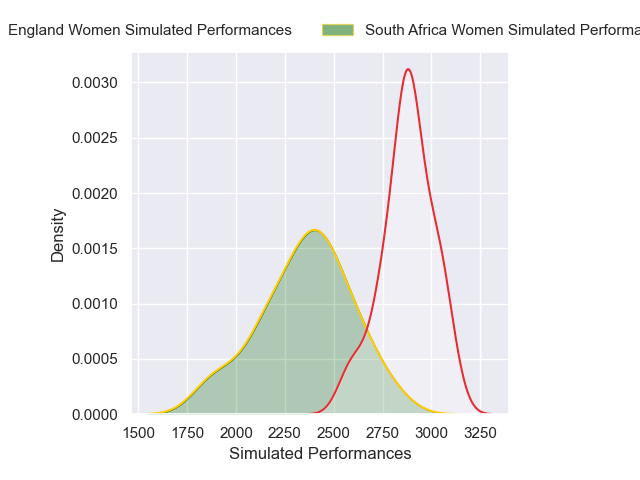 England Women Simulated Performances South Africa Women Simulated Performa
0.0030
0.0025
0.0020
0.0015
0.0010
0.0005
0.0000
Density
1500 1750 2000 2250 2500 2750 3000 3250
Simulated Performances